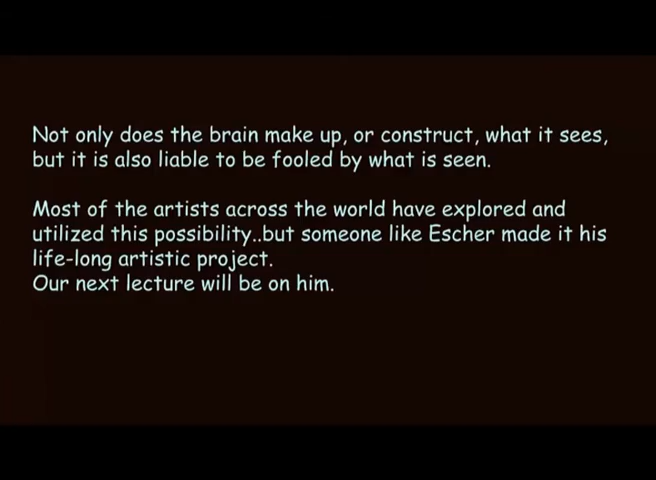 Not only does the brain make up, or construct, what it sees,
but it is also liable to be fooled by what is seen.
Most of the artists across the world have explored and
utilized this possibility..but someone like Escher made it his
life-long artistic project.
Our next lecture will be on him.